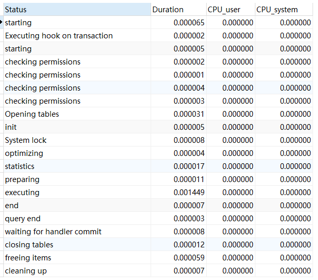 Status Duration CPU_user CPU_system
starting 0.000065 0.000000 0.000000
Executing hook on transaction 0.000002 0.000000 0.000000
starting 0.000005 0.000000 0.000000
checking permissions 0.000002 0.000000 0.000000
checking permissions 0.000001 0.000000 0.000000
checking permissions 0.000004 0.000000 0.000000
checking permissions 0.000003 0.000000 0.000000
Opening tables 0.000031 0.000000 0.000000
init 0.000005 0.000000 0.000000
System lock 0.000008 0.000000 0.000000
optimizing 0.000004 0.000000 0.000000
statistics 0.000017 0.000000 0.000000
preparing 0.000011 0.000000 0.000000
executing 0.001449 0.000000 0.000000
end 0.000007 0.000000 0.000000
query end 0.000003 0.000000 0.000000
waiting for handler commit 0.000008 0.000000 0.000000
closing tables 0.000012 0.000000 0.000000
freeing items 0.000059 0.000000 0.000000
cleaning up 0.000007 0.000000 0.000000